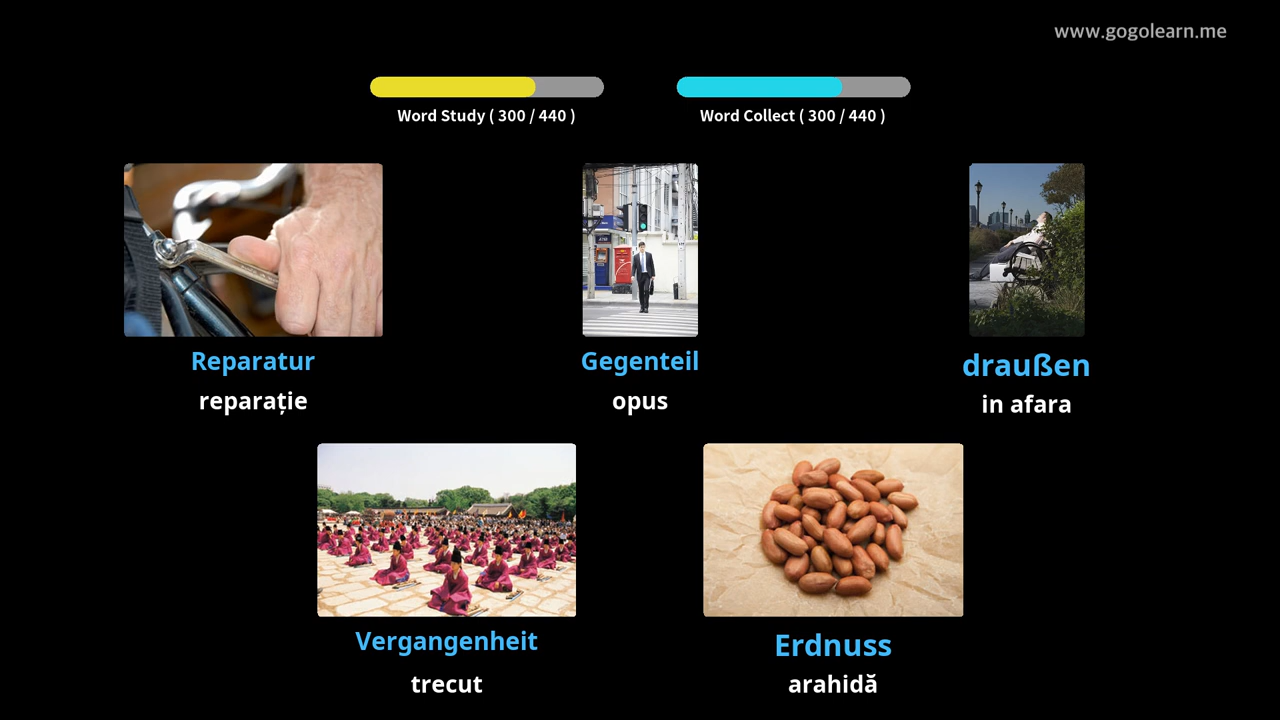 www.gogolearn.me
Word Study ( 300 / 440 )
Word Collect ( 300 / 440 )
Reparatur
reparație
Gegenteil
opus
draußen
in afara
Vergangenheit
trecut
Erdnuss
arahidă